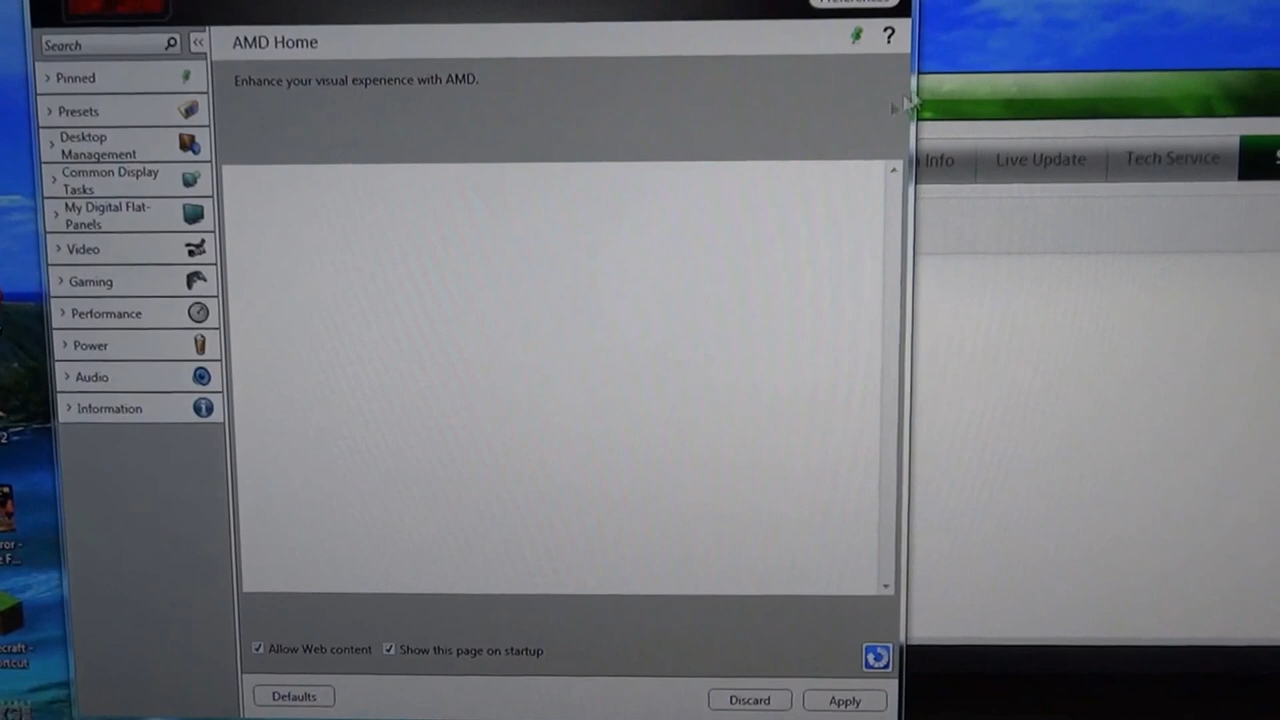 Search
AMD Home
?
Pinned
Enhance your visual experience with AMD.
Presets
Desktop
Management
Common Display
Tasks
My Digital Flat-
Panels
Video
Gaming
Performance
Power
Audio
Information
Info
Live Update
Tech Service
Allow Web content
Show this page on startup
Defaults
Discard
Apply